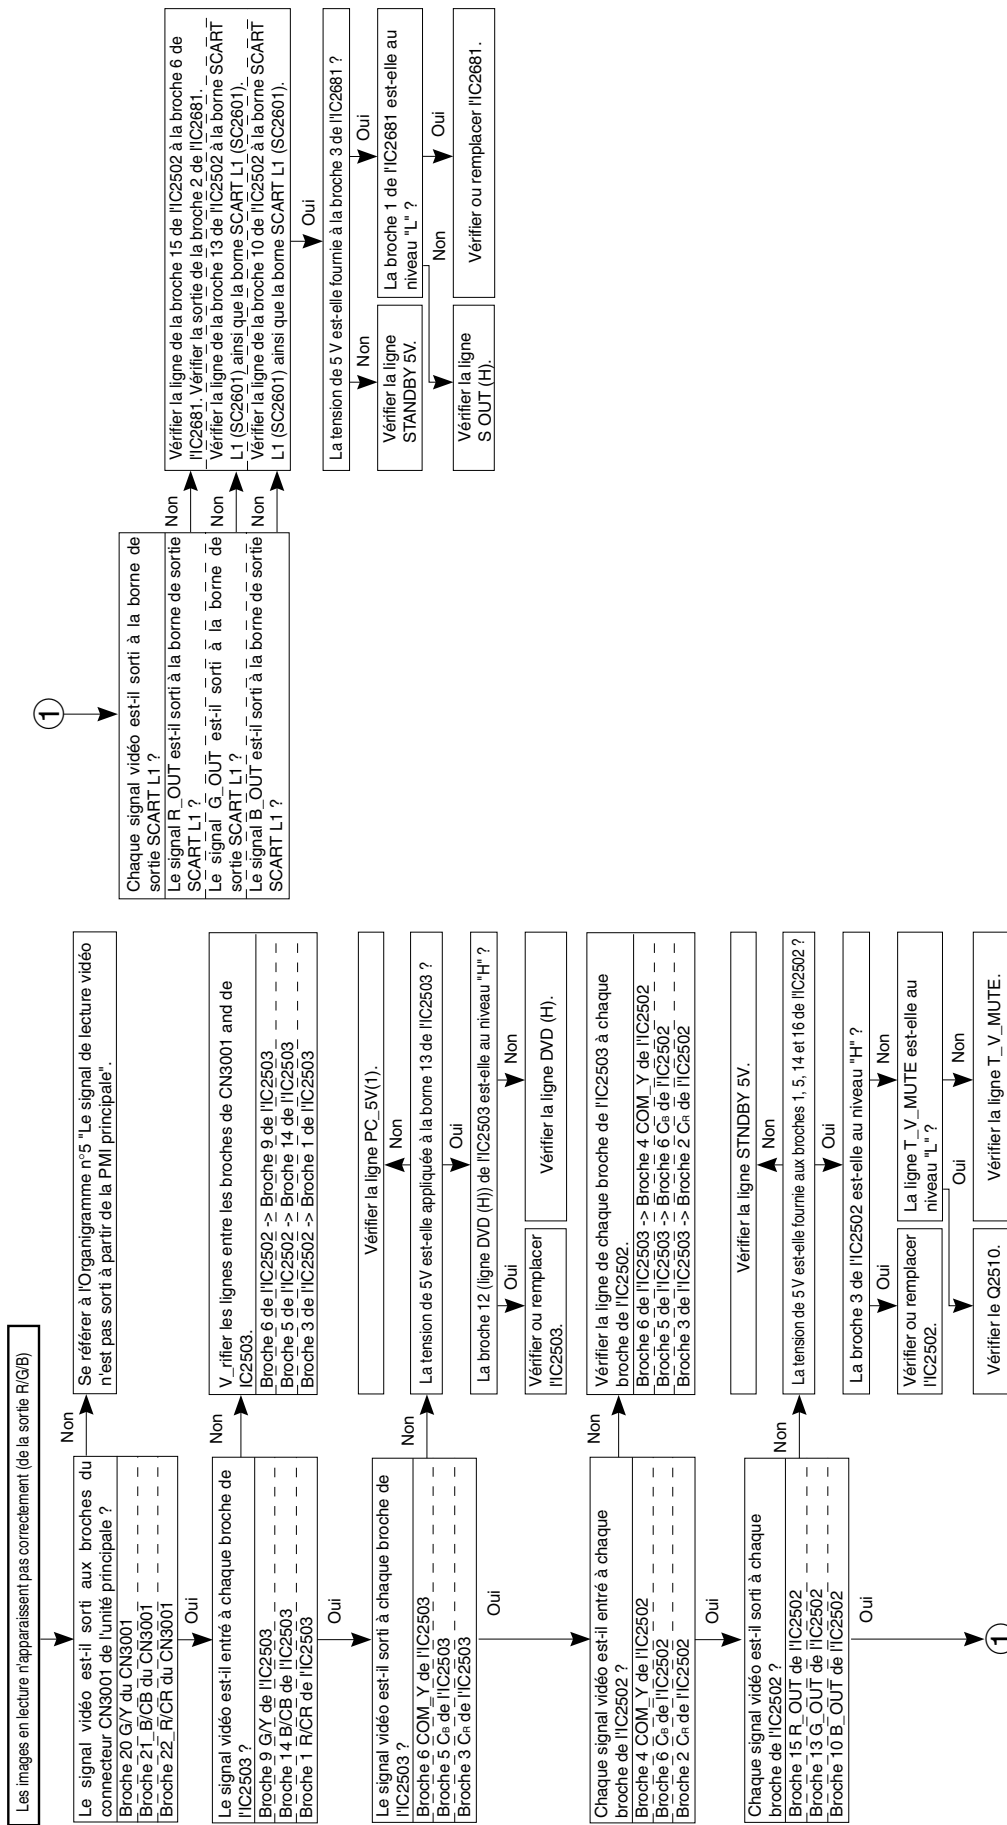 Les images en lecture n'apparaissent pas correctement (de la sortie R/G/B)
Le signal vidéo est-il sorti aux broches du
connecteur CN3001 de l'unité principale ?
Broche 20 G/Y du CN3001
Broche 21_B/CB du CN3001
Broche 22_R/CR du CN3001
Non
Se référer à l'Organigramme n°5 "Le signal de lecture vidéo
n'est pas sorti à partir de la PMI principale".
Oui
Le signal vidéo est-il entré à chaque broche de
l'IC2503 ?
Broche 9 G/Y de l'IC2503
Broche 14 B/CB de l'IC2503
Broche 1 R/CR de l'IC2503
Non
V_rifier les lignes entre les broches de CN3001 and de
IC2503.
Broche 6 de l'IC2502 -> Broche 9 de l'IC2503
Broche 5 de l'IC2502 -> Broche 14 de l'IC2503
Broche 3 de l'IC2502 -> Broche 1 de l'IC2503
Oui
Le signal vidéo est-il sorti à chaque broche de
l'IC2503 ?
Broche 6 COM_Y de l'IC2503
Broche 5 CB de l'IC2503
Broche 3 CR de l'IC2503
Non
Vérifier la ligne PC_5V(1).
Non
La tension de 5V est-elle appliquée à la borne 13 de l'IC2503 ?
Oui
La broche 12 (ligne DVD (H)) de l'IC2503 est-elle au niveau "H" ?
Oui
Non
Vérifier ou remplacer
l'IC2503.
Vérifier la ligne DVD (H).
Oui
Chaque signal vidéo est-il entré à chaque
broche de l'IC2502 ?
Broche 4 COM_Y de l'IC2502
Broche 6 CB de l'IC2502
Broche 2 CR de l'IC2502
Non
Vérifier la ligne de chaque broche de l'IC2503 à chaque
broche de l'IC2502.
Broche 6 de l'IC2503 -> Broche 4 COM_Y de l'IC2502
Broche 5 de l'IC2503 -> Broche 6 CB de l'IC2502
Broche 3 de l'IC2503 -> Broche 2 CR de l'IC2502
Oui
Chaque signal vidéo est-il sorti à chaque
broche de l'IC2502 ?
Broche 15 R_OUT de l'IC2502
Broche 13 G_OUT de l'IC2502
Broche 10 B_OUT de l'IC2502
Non
Vérifier la ligne STNDBY 5V.
Non
La tension de 5 V est-elle fournie aux broches 1, 5, 14 et 16 de l'IC2502 ?
Oui
La broche 3 de l'IC2502 est-elle au niveau "H" ?
Oui
Non
Vérifier ou remplacer
l'IC2502.
La ligne T_V_MUTE est-elle au
niveau "L" ?
Oui
Non
Vérifier le Q2510.
Vérifier la ligne T_V_MUTE.
Oui
1
1
Chaque signal vidéo est-il sorti à la borne de
sortie SCART L1 ?
Le signal R_OUT est-il sorti à la borne de sortie
SCART L1 ?
Le signal G_OUT est-il sorti à la borne de
sortie SCART L1 ?
Le signal B_OUT est-il sorti à la borne de sortie
SCART L1 ?
Non
Non
Non
Vérifier la ligne de la broche 15 de l'IC2502 à la broche 6 de
l'IC2681. Vérifier la sortie de la broche 2 de l'IC2681.
Vérifier la ligne de la broche 13 de l'IC2502 à la borne SCART
L1 (SC2601) ainsi que la borne SCART L1 (SC2601).
Vérifier la ligne de la broche 10 de l'IC2502 à la borne SCART
L1 (SC2601) ainsi que la borne SCART L1 (SC2601).
Oui
La tension de 5 V est-elle fournie à la broche 3 de l'IC2681 ?
Non
Oui
Vérifier la ligne
STANDBY 5V.
La broche 1 de l'IC2681 est-elle au
niveau "L" ?
Non
Oui
Vérifier la ligne
S OUT (H).
Vérifier ou remplacer l'IC2681.